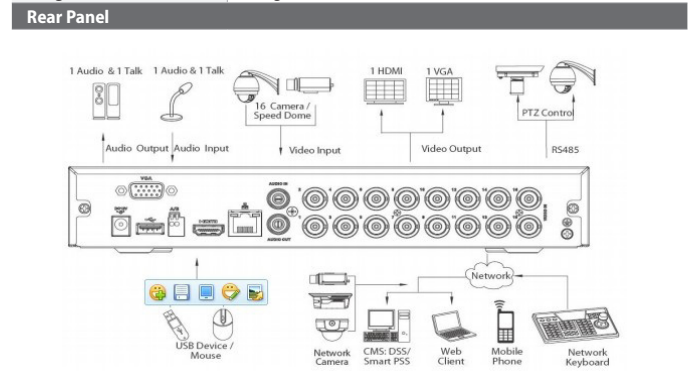 Rear Panel
1 Audio & 1 Talk
1 Audio & 1 Talk
16 Camera /
Speed Dome
1 HDMI
1 VGA
PTZ Control
Audio Output
Audio Input
Video Input
Video Output
RS485
VGA
AUDIO IN
A/B
HDMI
AUDIO OUT
Network
USB Device /
Mouse
Network
Camera
CMS: DSS/
Smart PSS
Web
Client
Mobile
Phone
Network
Keyboard